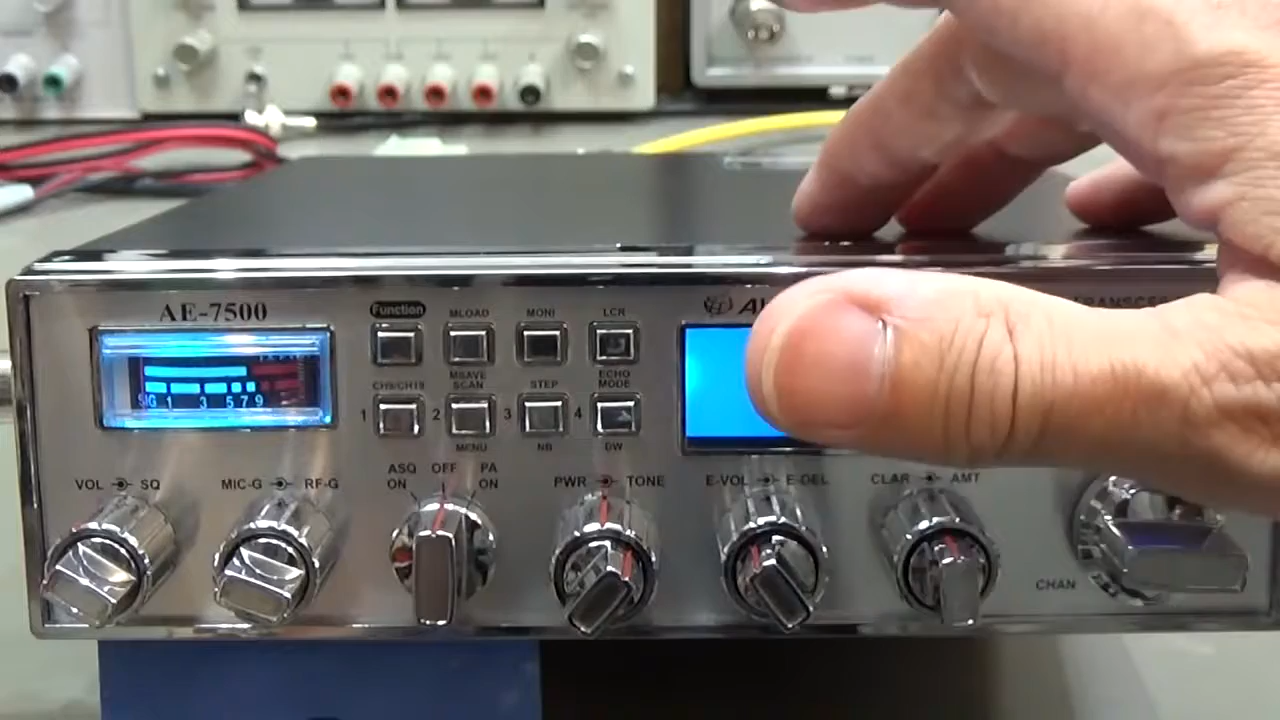 AE-7500
Function MLOAD MONI LCR
CH9/CH19 MSAVE SCAN STEP ECHO MODE
1 2 3 4
MENU NB DW
SIG 1 3 5 7 9
VOL SQ
MIC-G RF-G
ASQ ON OFF PA ON
PWR TONE
E-VOL E-DEL
CLAR AMT
CHAN